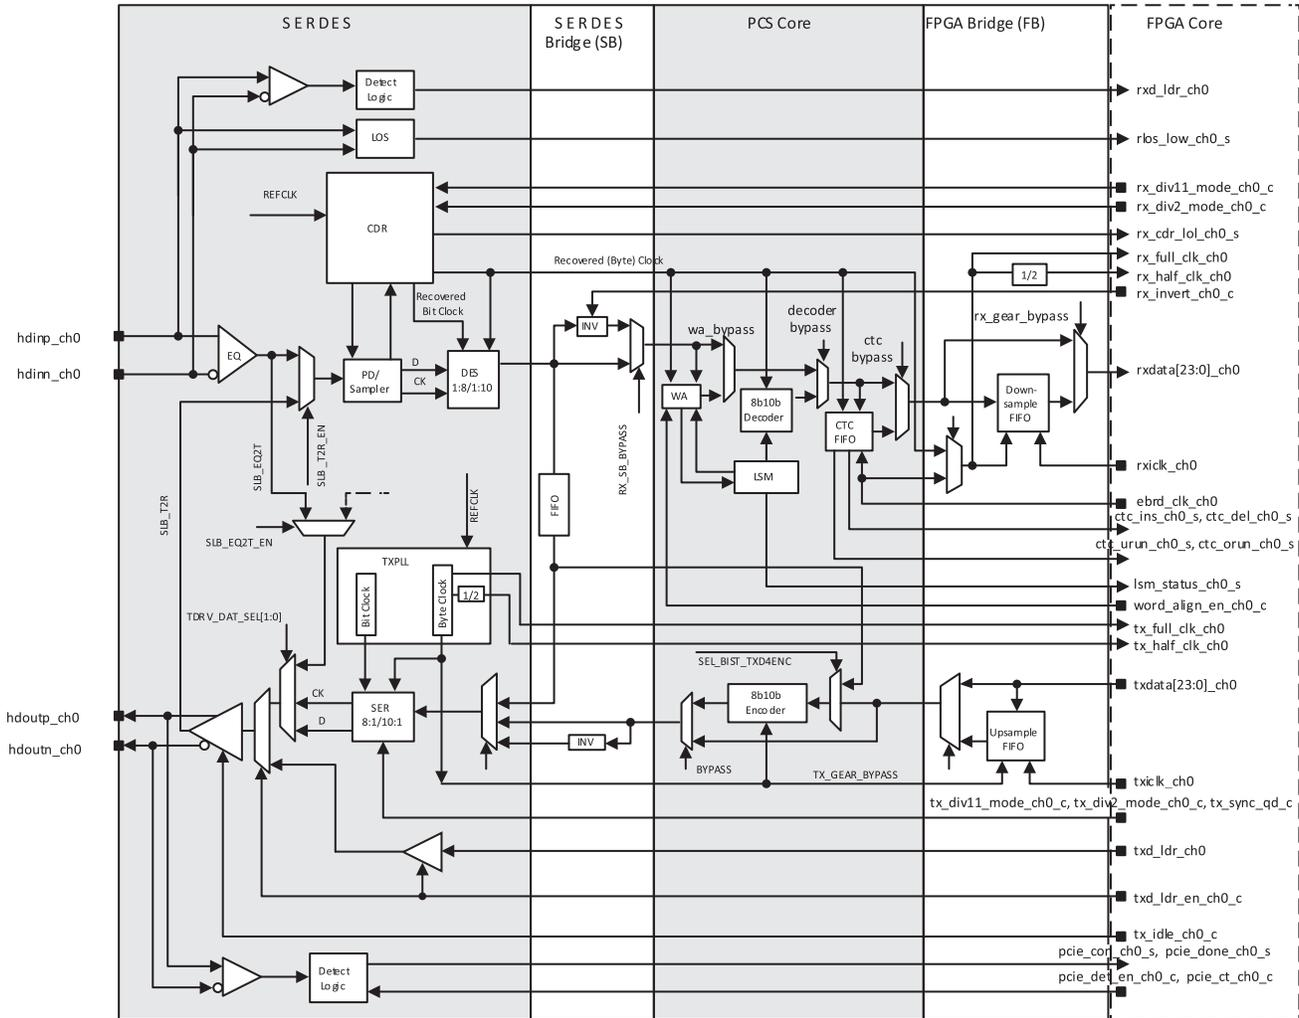 SERDES
SERDES
Bridge (SB)
PCS Core
FPGA Bridge (FB)
FPGA Core
Detect
Logic
rxd_ldr_ch0
LOS
rlos_low_ch0_s
REFCLK
CDR
rx_div11_mode_ch0_c
rx_div2_mode_ch0_c
rx_cdr_lol_ch0_s
Recovered (Byte) Clock
rx_full_clk_ch0
1/2
rx_half_clk_ch0
rx_invert_ch0_c
Recovered
Bit Clock
INV
decoder
bypass
rx_gear_bypass
wa_bypass
ctc
bypass
hdinp_ch0
EQ
hdinn_ch0
PD/
Sampler
D
CK
DES
1:8/1:10
WA
8b10b
Decoder
CTC
FIFO
Down-
sample
FIFO
rxdata[23:0]_ch0
SLB_EQ2T
SLB_T2R_EN
RX_SB_BYPASS
LSM
rxiclk_ch0
SLB_T2R
REFCLK
FIFO
ebrd_clk_ch0
ctc_ins_ch0_s, ctc_del_ch0_s
SLB_EQ2T_EN
ctc_urun_ch0_s, ctc_orun_ch0_s
TXPLL
Bit Clock
Byte Clock
1/2
lsm_status_ch0_s
word_align_en_ch0_c
TDRV_DAT_SEL[1:0]
tx_full_clk_ch0
tx_half_clk_ch0
SEL_BIST_TXD4ENC
hdoutp_ch0
hdoutn_ch0
CK
D
SER
8:1/10:1
8b10b
Encoder
txdata[23:0]_ch0
INV
Upsample
FIFO
BYPASS
TX_GEAR_BYPASS
txiclk_ch0
tx_div11_mode_ch0_c, tx_div2_mode_ch0_c, tx_sync_qd_c
txd_ldr_ch0
txd_ldr_en_ch0_c
tx_idle_ch0_c
pcie_con_ch0_s, pcie_done_ch0_s
Detect
Logic
pcie_det_en_ch0_c, pcie_ct_ch0_c